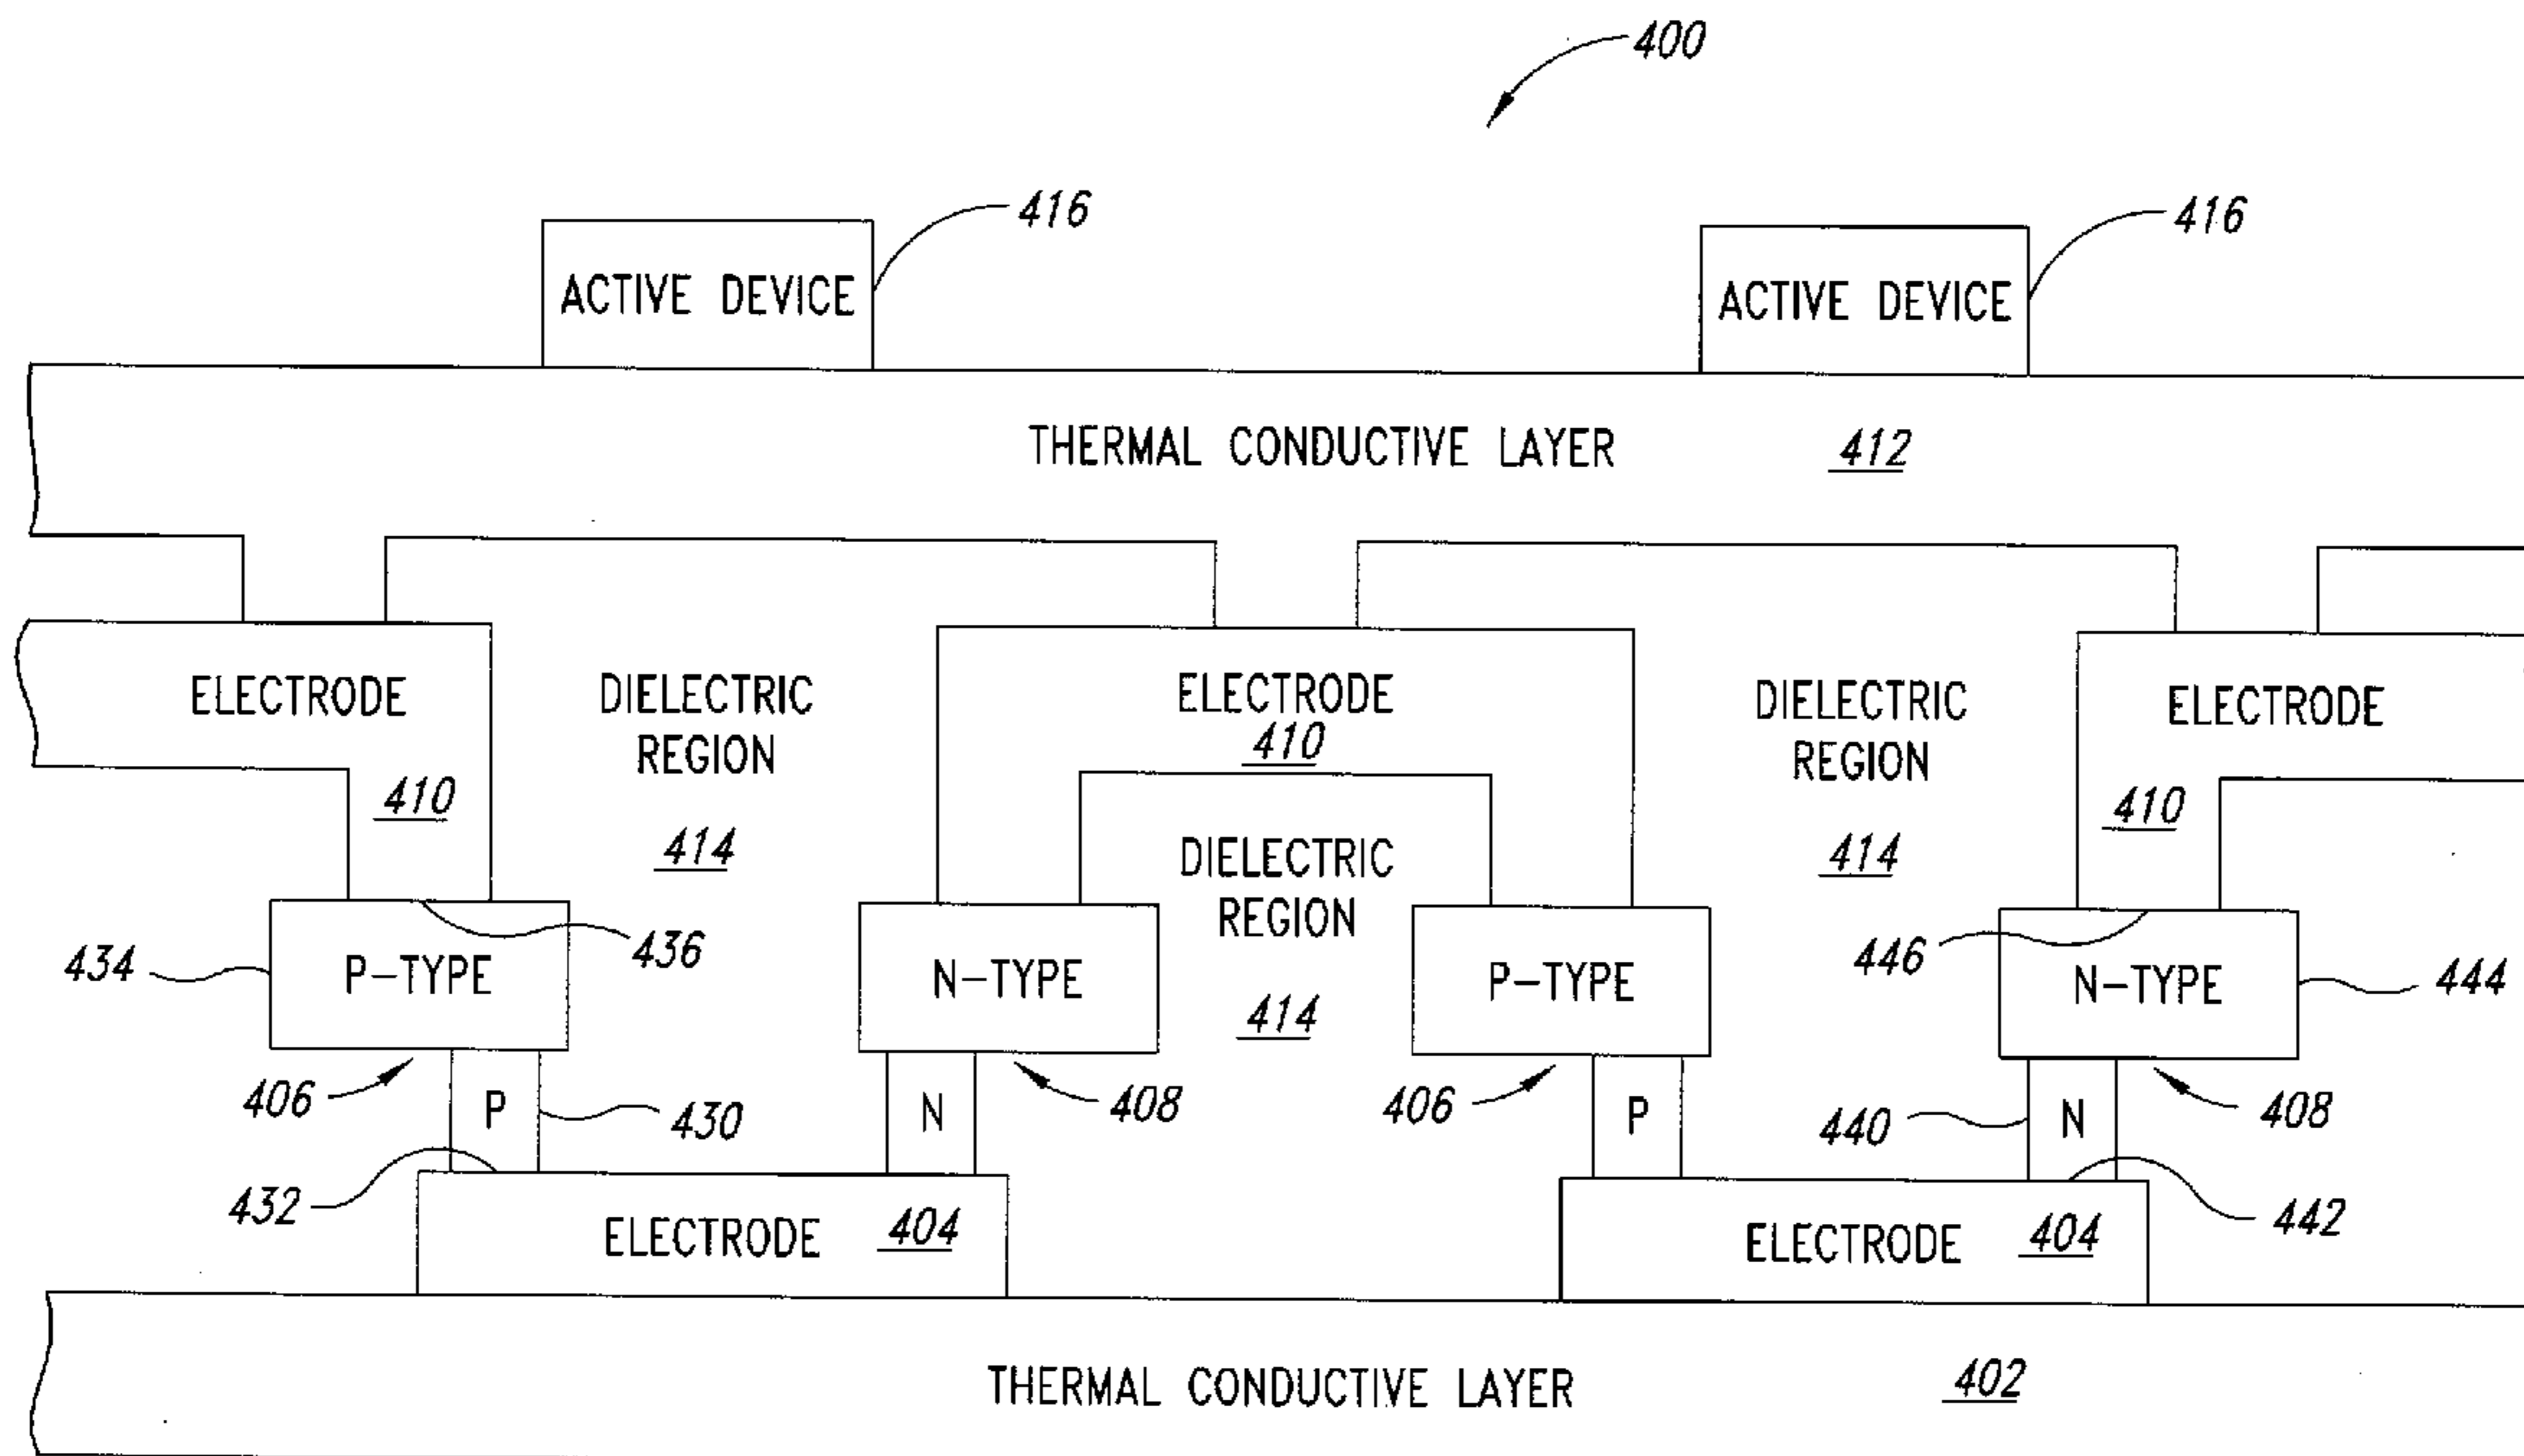 400
416
416
ACTIVE DEVICE
ACTIVE DEVICE
THERMAL CONDUCTIVE LAYER 412
ELECTRODE
410
DIELECTRIC
REGION
414
ELECTRODE
410
DIELECTRIC
REGION
414
DIELECTRIC
REGION
414
ELECTRODE
410
434
P-TYPE
436
N-TYPE
P-TYPE
446
N-TYPE
444
406
P
430
N
408
406
P
440
N
408
432
ELECTRODE 404
ELECTRODE 404
442
THERMAL CONDUCTIVE LAYER 402